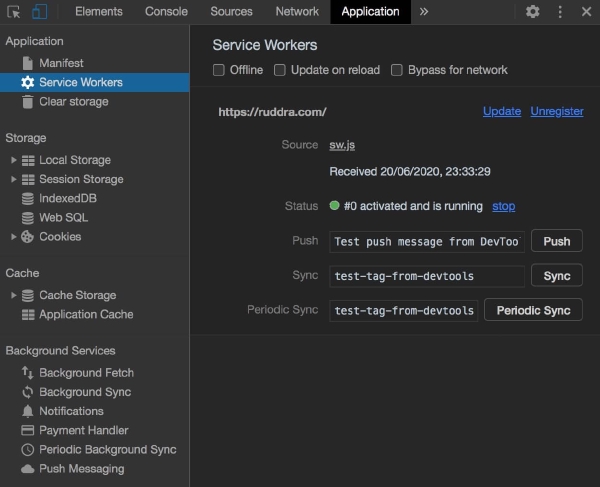 Elements Console Sources Network Application »
Application
Manifest
Service Workers
Clear storage
Storage
Local Storage
Session Storage
IndexedDB
Web SQL
Cookies
Cache
Cache Storage
Application Cache
Background Services
Background Fetch
Background Sync
Notifications
Payment Handler
Periodic Background Sync
Push Messaging
Service Workers
Offline Update on reload Bypass for network
https://ruddra.com/ Update Unregister
Source sw.js
Received 20/06/2020, 23:33:29
Status #0 activated and is running stop
Push Test push message from DevToo Push
Sync test-tag-from-devtools Sync
Periodic Sync test-tag-from-devtools Periodic Sync